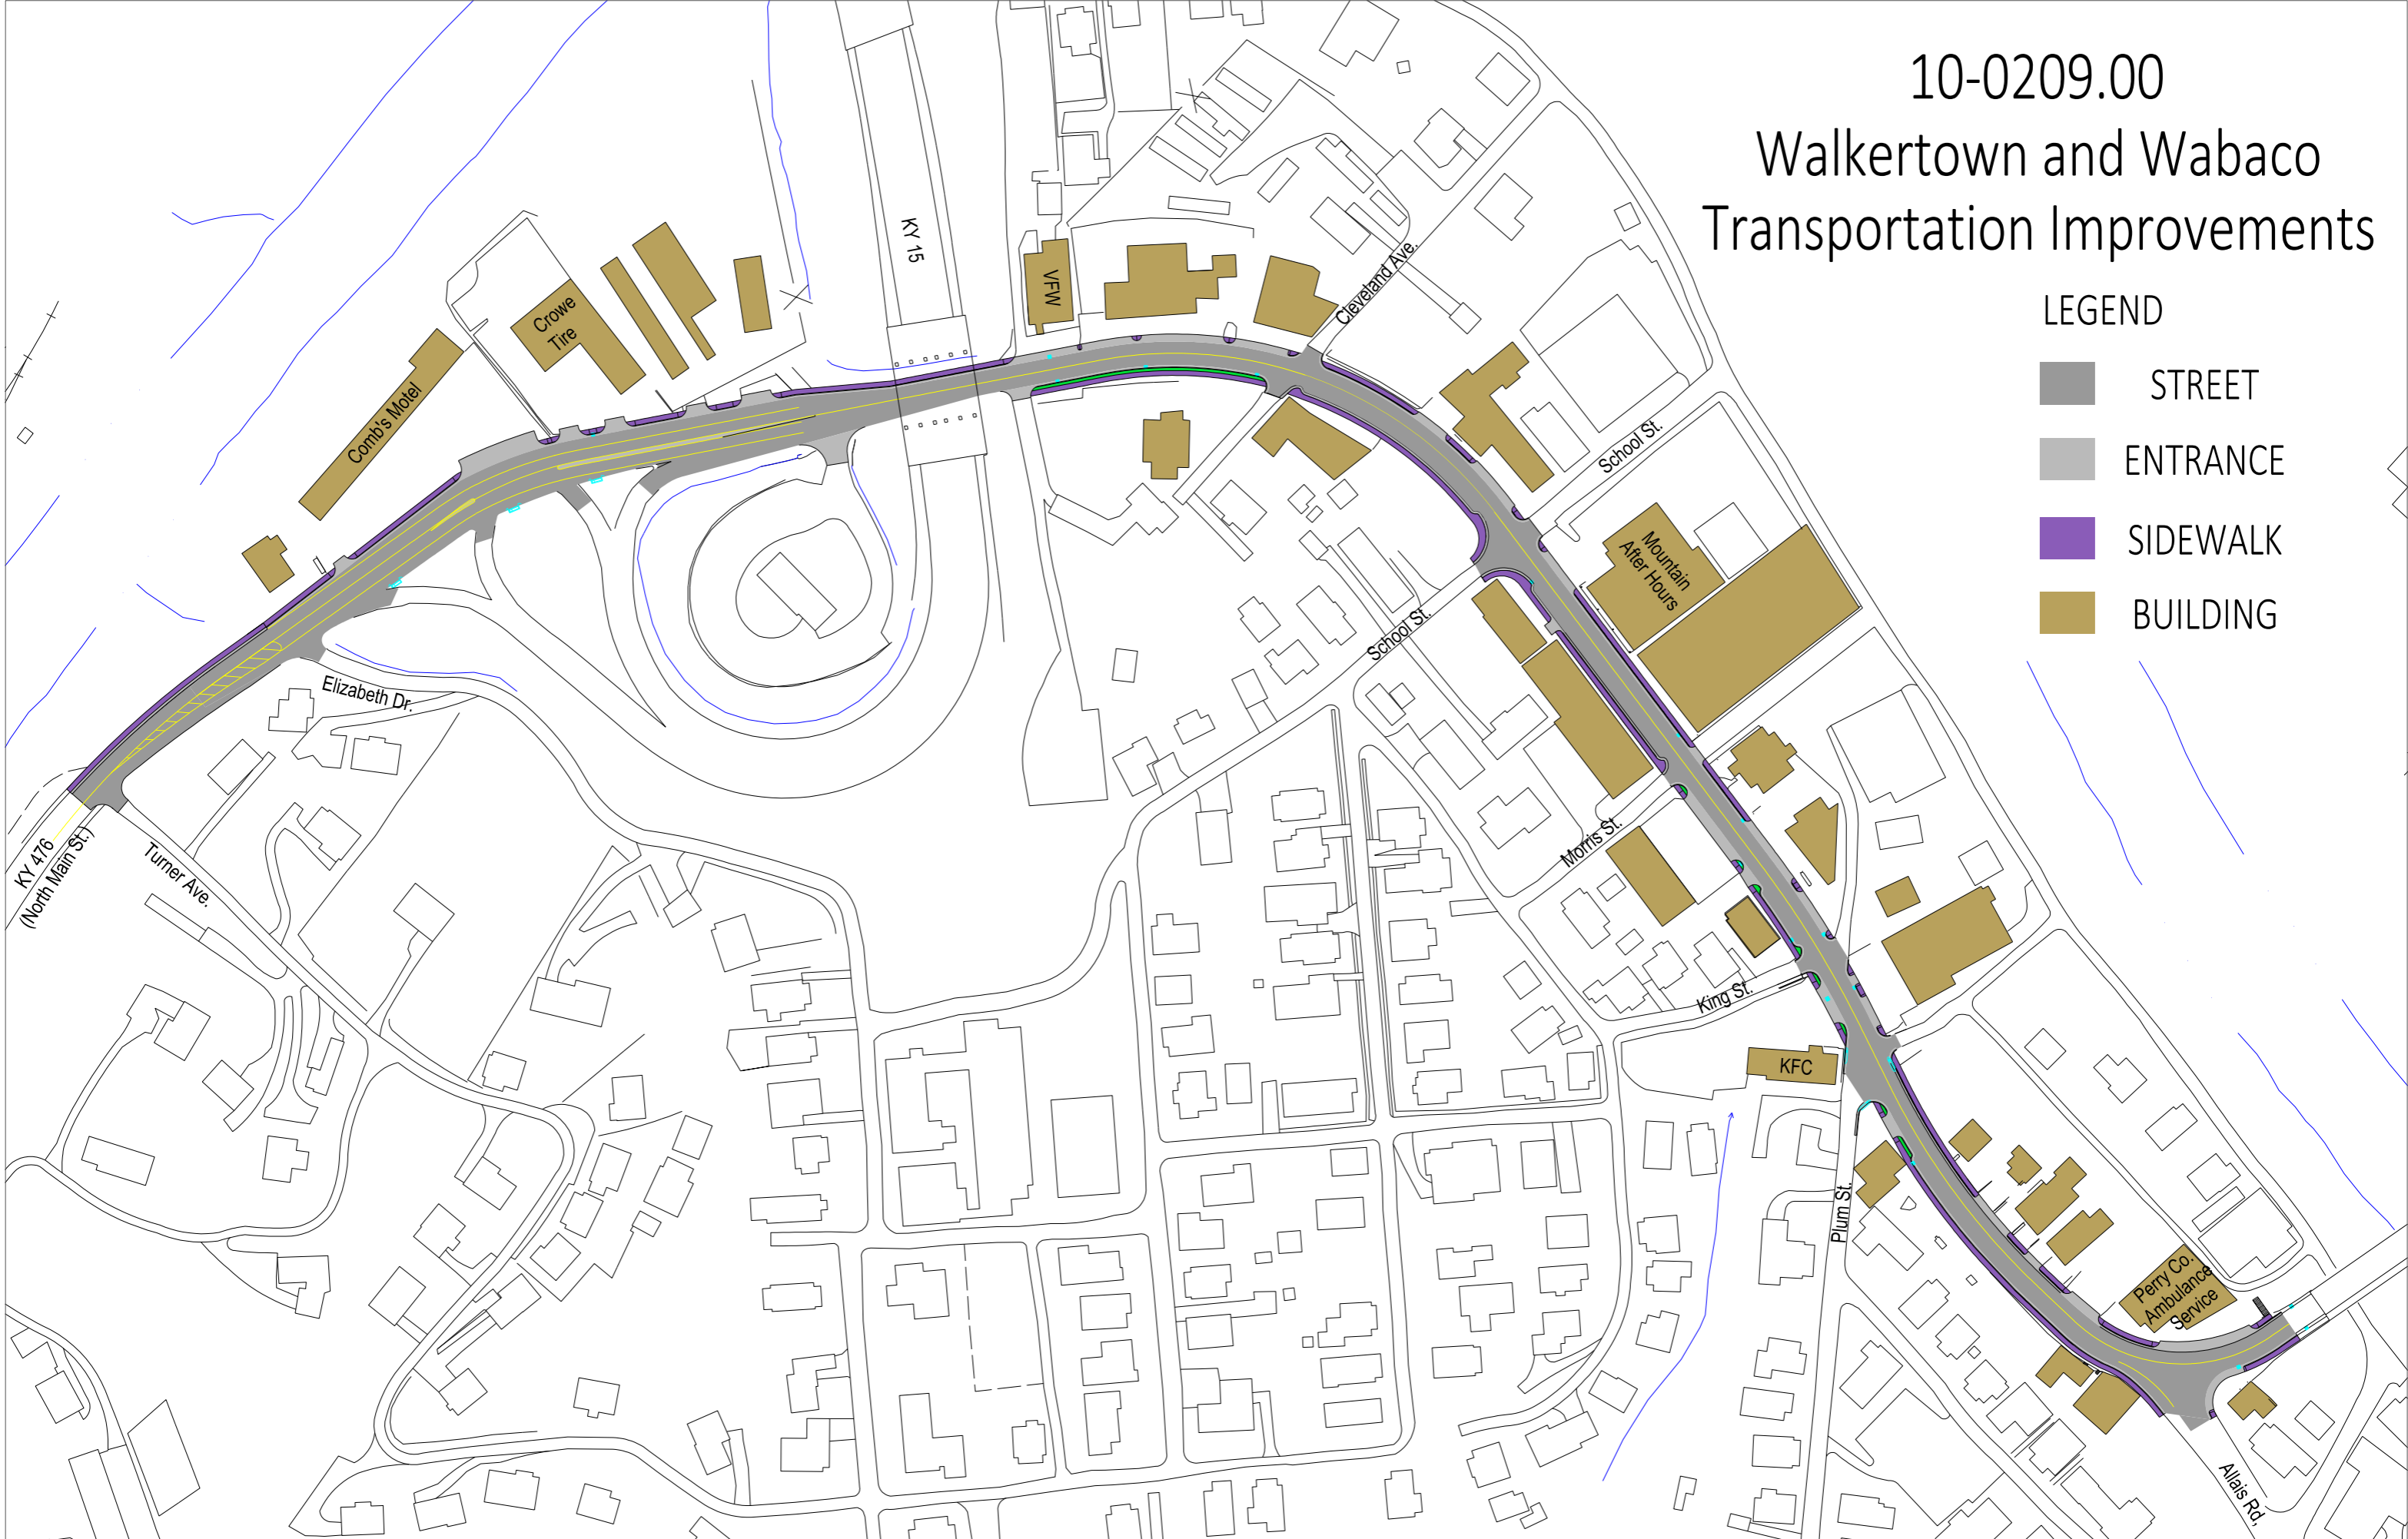 10-0209.00
Walkertown and Wabaco
Transportation Improvements
LEGEND
STREET
ENTRANCE
SIDEWALK
BUILDING
KY 15
VFW
Cleveland Ave.
Crowe
Tire
Comb's Motel
School St.
Mountain
After Hours
School St.
Elizabeth Dr.
Morris St.
KY 476
(North Main St.)
Turner Ave.
King St.
KFC
Plum St.
Perry Co.
Ambulance
Service
Allais Rd,